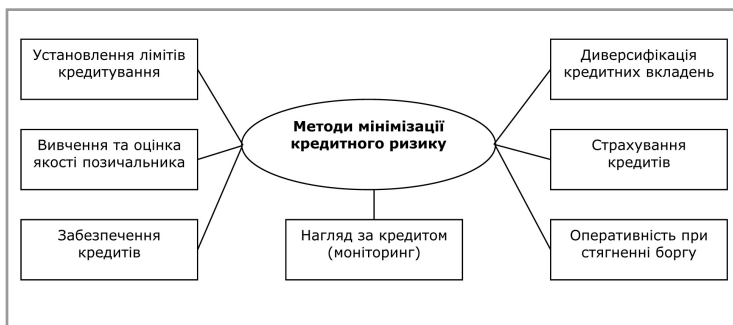 Установлення лімітів
кредитування
Диверсифікація
кредитних вкладень
Методи мінімізації
кредитного ризику
Вивчення та оцінка
якості позичальника
Страхування
кредитів
Забезпечення
кредитів
Нагляд за кредитом
(моніторинг)
Оперативність при
стягненні боргу